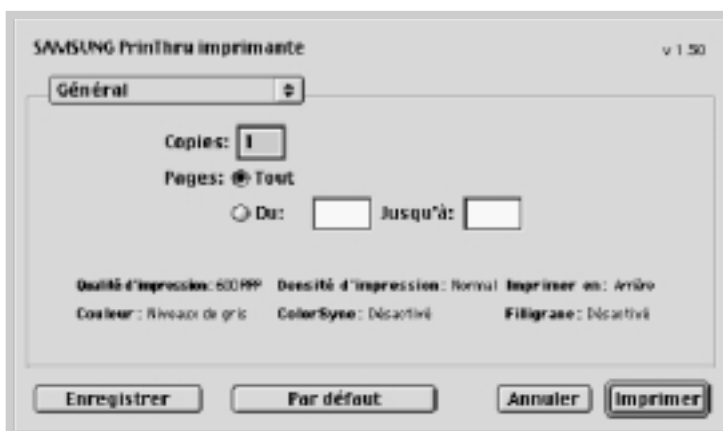 SAMSUNG PrinThru imprimante v 1.50
Général
Copies: 1
Pages: Tout
Du: Jusqu'à:
Qualité d'impression: 600 PPP Densité d'impression: Normal Imprimer en: Arrière
Couleur: Niveaux de gris ColorSync: Désactivé Filigrane: Désactivé
Enregistrer Par défaut Annuler Imprimer